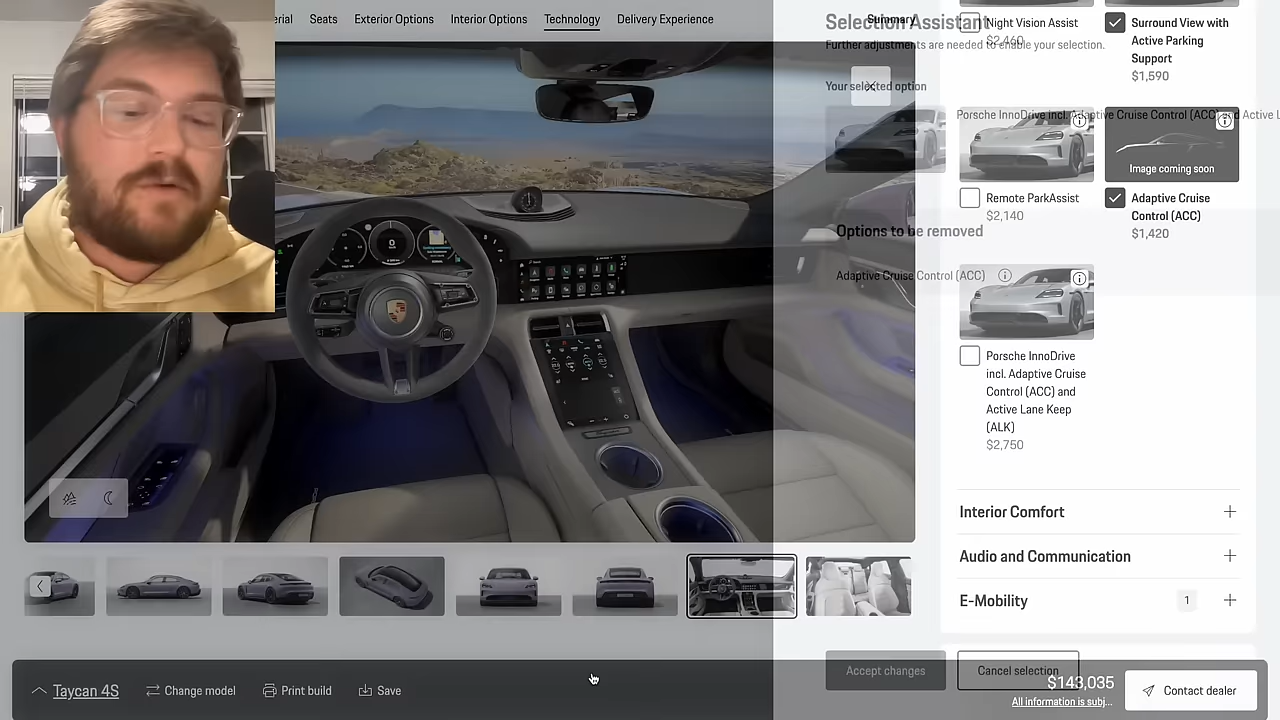 erial
Seats
Exterior Options
Interior Options
Technology
Delivery Experience
Summary
Selection Assistant
Further adjustments are needed to enable your selection.
Your selected option
Porsche InnoDrive incl. Adaptive Cruise Control (ACC) and Active L
Options to be removed
Adaptive Cruise Control (ACC)
Night Vision Assist
$2,460
Surround View with
Active Parking
Support
$1,590
Remote ParkAssist
$2,140
Image coming soon
Adaptive Cruise
Control (ACC)
$1,420
Porsche InnoDrive
incl. Adaptive Cruise
Control (ACC) and
Active Lane Keep
(ALK)
$2,750
Interior Comfort
Audio and Communication
E-Mobility
1
Accept changes
Cancel selection
Taycan 4S
Change model
Print build
Save
$143,035
All information is subj...
Contact dealer